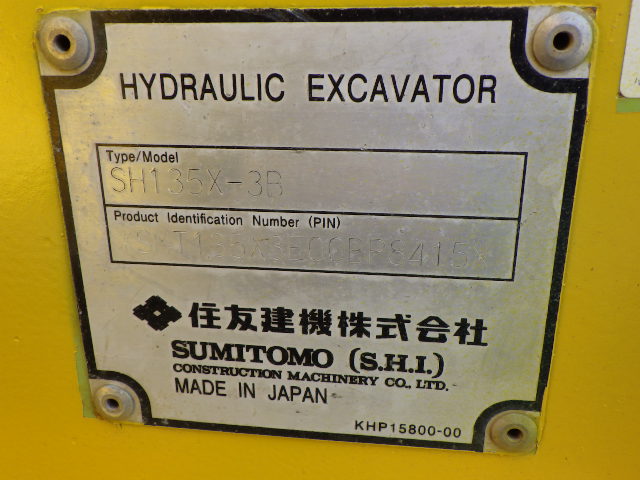 HYDRAULIC EXCAVATOR
Type/Model
SH135X-3B
Product Identification Number (PIN)
住友建機株式会社
SUMITOMO (S.H.I.)
CONSTRUCTION MACHINERY CO., LTD.
MADE IN JAPAN
KHP15800-00